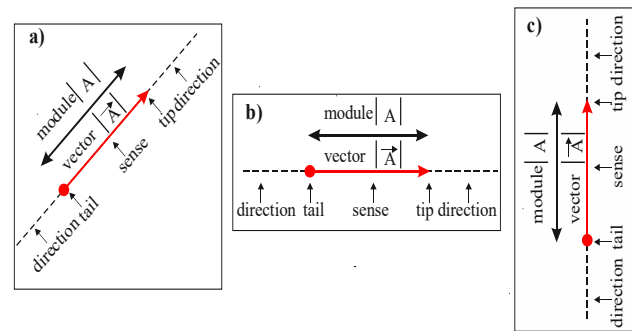 a)
module |A|
vector |A⃗|
sense
tip direction
direction tail
b)
module |A|
vector |A⃗|
direction tail sense tip direction
c)
module |A|
vector |A⃗|
direction tail sense tip direction